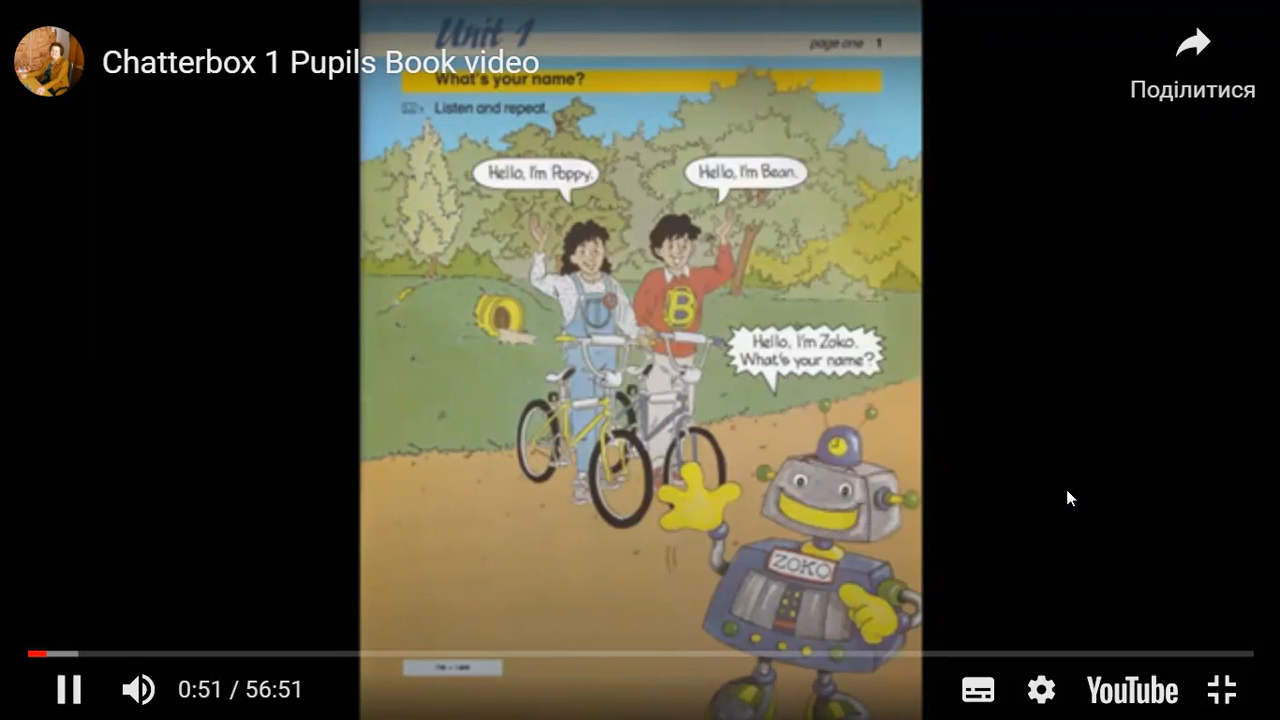 Unit 1
page one 1
Chatterbox 1 Pupils Book video
Поділитися
What's your name?
Listen and repeat.
Hello, I'm Poppy.
Hello, I'm Bean.
B
Hello, I'm Zoko.
What's your name?
ZOKO
0:51 / 56:51
YouTube